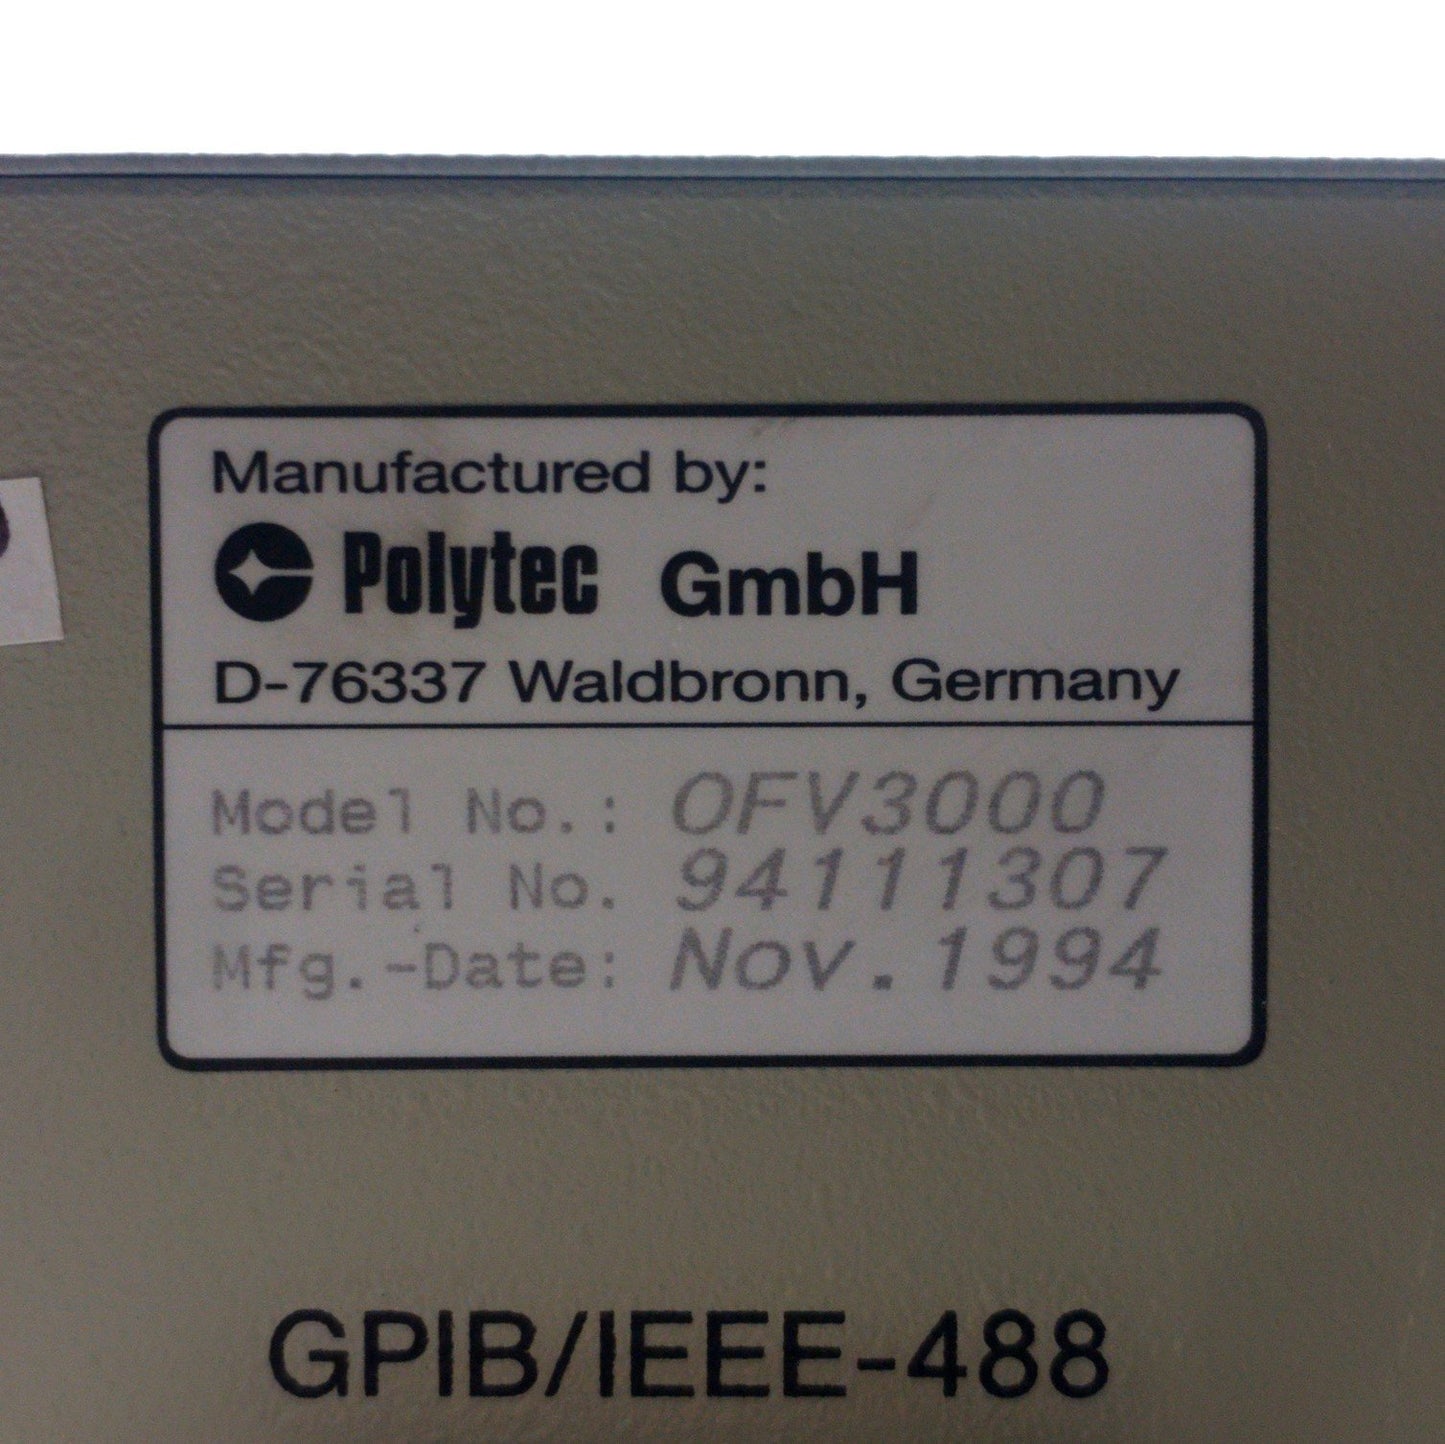 Manufactured by:
Polytec GmbH
D-76337 Waldbronn, Germany
Model No.: OFV3000
Serial No. 94111307
Mfg.-Date: Nov.1994
GPIB/IEEE-488